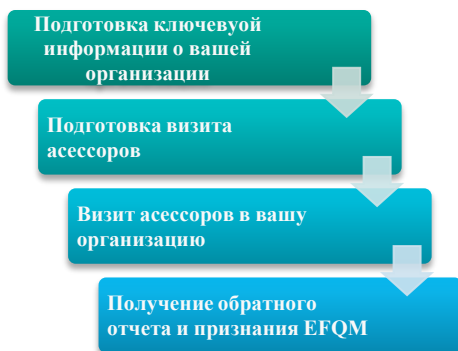 Подготовка ключевуой
информации о вашей
организации
Подготовка визита
асессоров
Визит асессоров в вашу
организацию
Получение обратного
отчета и признания EFQM